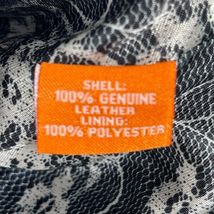 SHELL:
100% GENUINE
LEATHER
LINING:
100% POLYESTER